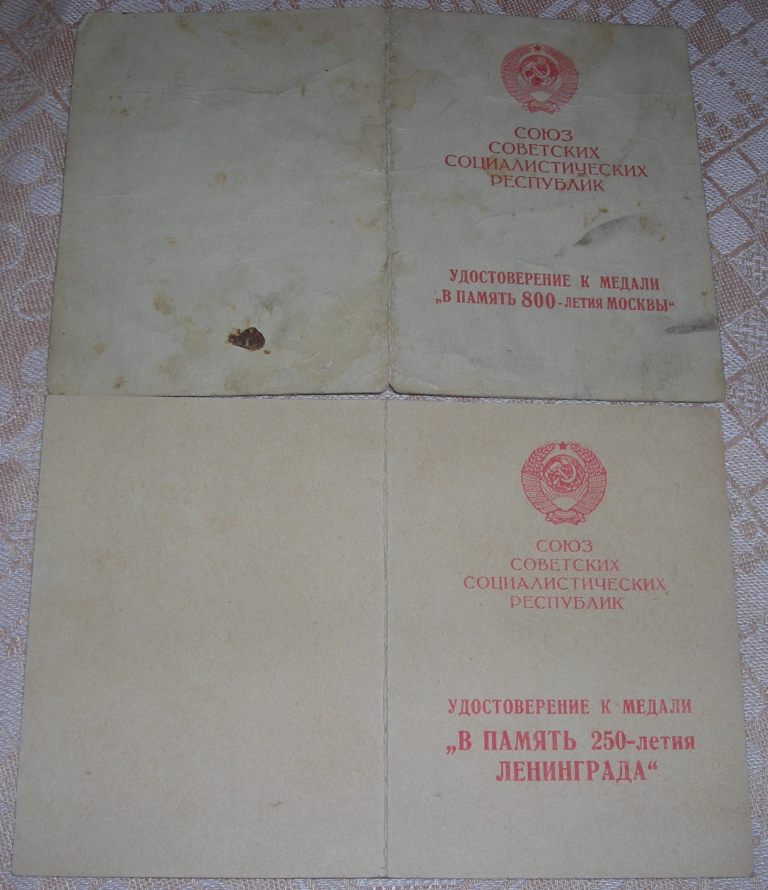 СОЮЗ
СОВЕТСКИХ
СОЦИАЛИСТИЧЕСКИХ
РЕСПУБЛИК
УДОСТОВЕРЕНИЕ К МЕДАЛИ
„В ПАМЯТЬ 800-ЛЕТИЯ МОСКВЫ“
СОЮЗ
СОВЕТСКИХ
СОЦИАЛИСТИЧЕСКИХ
РЕСПУБЛИК
УДОСТОВЕРЕНИЕ К МЕДАЛИ
„В ПАМЯТЬ 250-летия
ЛЕНИНГРАДА“